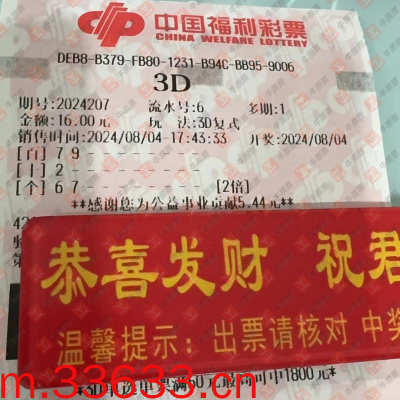 中国福利彩票
CHINA WELFARE LOTTERY
DEB8-B379-FB80-1231-B94C-BB95-9006
3D
期号:2024207 流水号:6 多期:1
金额:16.00元 玩 法:3D复式
销售时间:2024/08/04-17:43:33 开奖:2024/08/04
[百] 7 9 - - - - - - - -
[十] 2 - - - - - - - - -
[个] 6 7 - - - - - - - - [2倍]
**感谢您为公益事业贡献5.44元**
恭喜发财 祝君
温馨提示:出票请核对 中奖
m.33633.cn